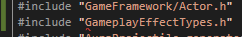 #include "GameFramework/Actor.h"
#include "GameplayEffectTypes.h"